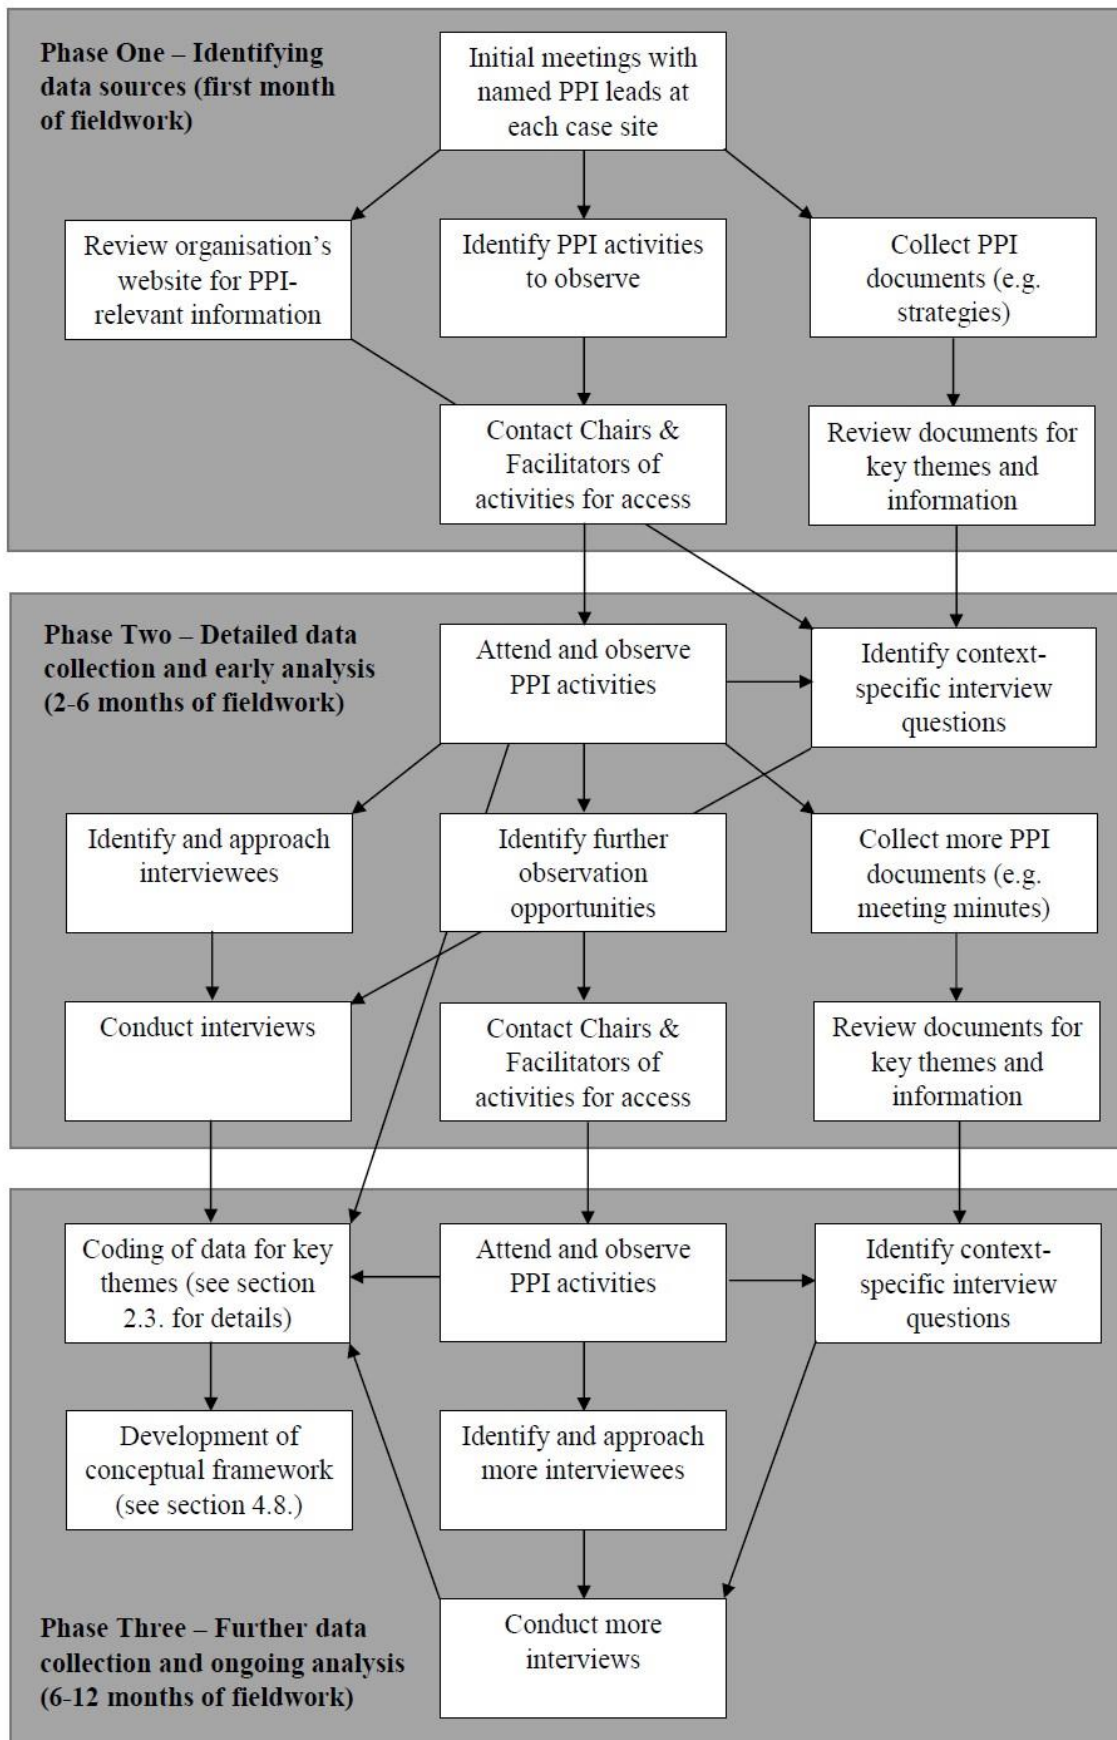 Phase One – Identifying
data sources (first month
of fieldwork)
Initial meetings with
named PPI leads at
each case site
Review organisation’s
website for PPI-
relevant information
Identify PPI activities
to observe
Collect PPI
documents (e.g.
strategies)
Contact Chairs &
Facilitators of
activities for access
Review documents for
key themes and
information
Phase Two – Detailed data
collection and early analysis
(2-6 months of fieldwork)
Attend and observe
PPI activities
Identify context-
specific interview
questions
Identify and approach
interviewees
Identify further
observation
opportunities
Collect more PPI
documents (e.g.
meeting minutes)
Conduct interviews
Contact Chairs &
Facilitators of
activities for access
Review documents for
key themes and
information
Coding of data for key
themes (see section
2.3. for details)
Attend and observe
PPI activities
Identify context-
specific interview
questions
Development of
conceptual framework
(see section 4.8.)
Identify and approach
more interviewees
Conduct more
interviews
Phase Three – Further data
collection and ongoing analysis
(6-12 months of fieldwork)